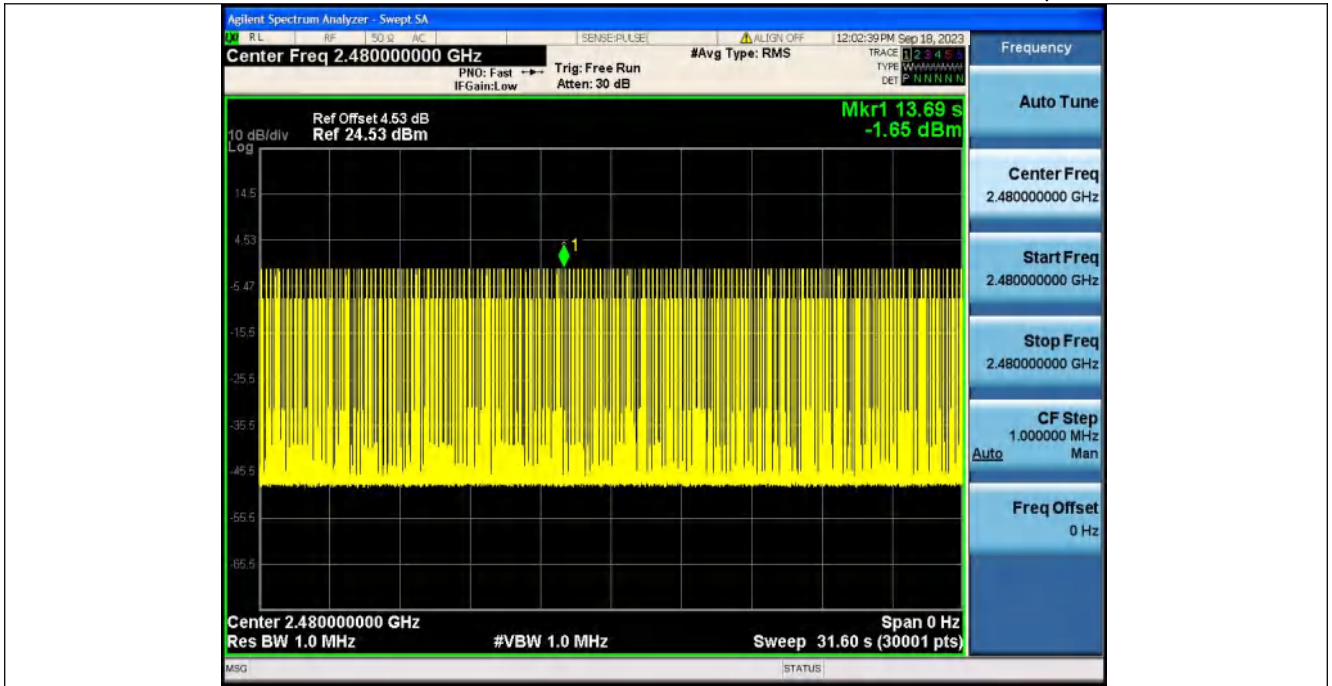 Agilent Spectrum Analyzer - Swept SA
RL RF 50 Ω AC SENSE:PULSE ALIGN OFF 12:02:39 PM Sep 18, 2023
Center Freq 2.480000000 GHz #Avg Type: RMS TRACE 1 2 3 4 5 6
PNO: Fast Trig: Free Run TYPE
IFGain:Low Atten: 30 dB DET P N N N N N
Frequency
Auto Tune
Center Freq
2.480000000 GHz
Start Freq
2.480000000 GHz
Stop Freq
2.480000000 GHz
CF Step
1.000000 MHz
Auto Man
Freq Offset
0 Hz
Mkr1 13.69 s
-1.65 dBm
Ref Offset 4.53 dB
10 dB/div Ref 24.53 dBm
Log
14.5
4.53
1
-5.47
-15.5
-25.5
-35.5
-45.5
-55.5
-65.5
Center 2.480000000 GHz Span 0 Hz
Res BW 1.0 MHz #VBW 1.0 MHz Sweep 31.60 s (30001 pts)
MSG STATUS